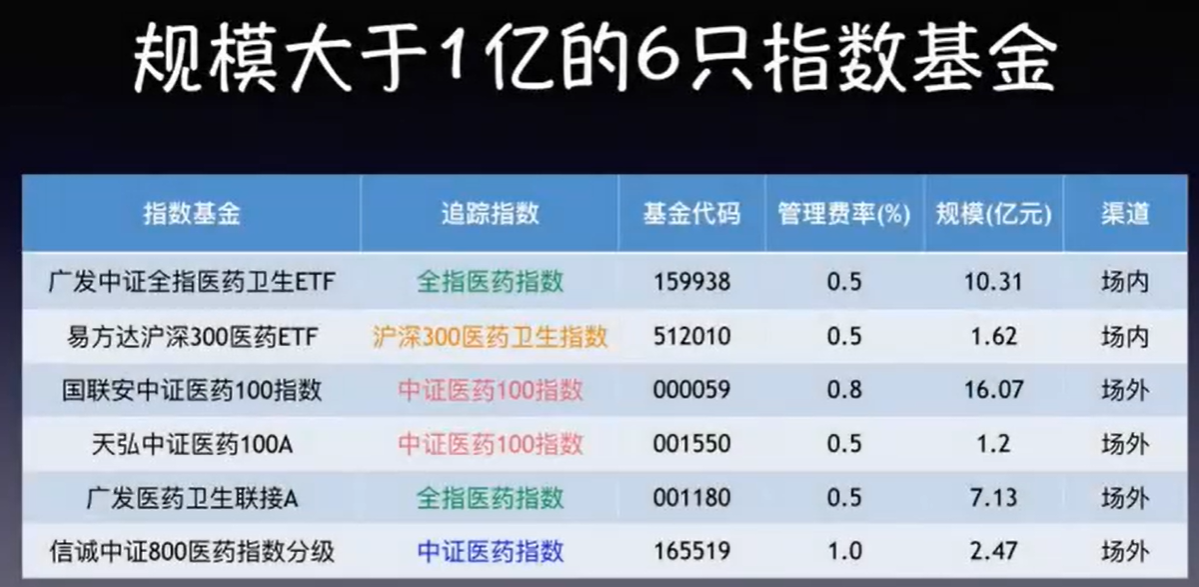 规模大于1亿的6只指数基金
指数基金 追踪指数 基金代码 管理费率(%) 规模(亿元) 渠道
广发中证全指医药卫生ETF 全指医药指数 159938 0.5 10.31 场内
易方达沪深300医药ETF 沪深300医药卫生指数 512010 0.5 1.62 场内
国联安中证医药100指数 中证医药100指数 000059 0.8 16.07 场外
天弘中证医药100A 中证医药100指数 001550 0.5 1.2 场外
广发医药卫生联接A 全指医药指数 001180 0.5 7.13 场外
信诚中证800医药指数分级 中证医药指数 165519 1.0 2.47 场外